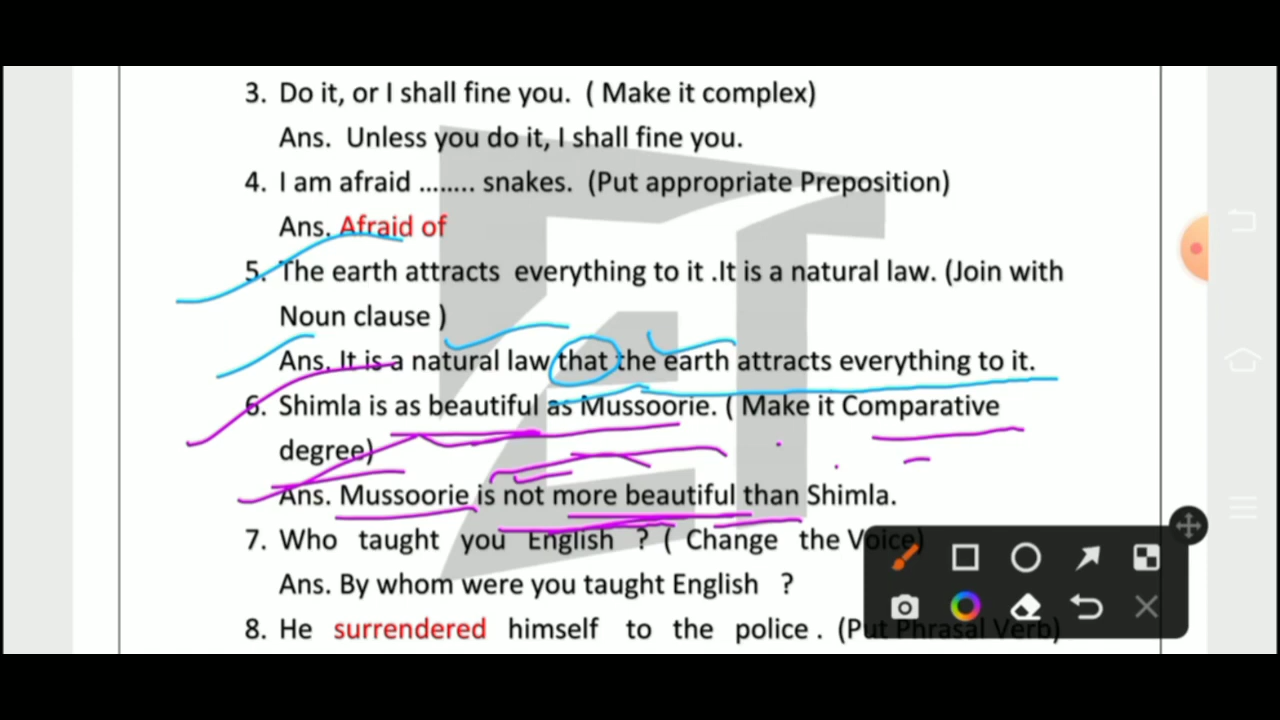 3. Do it, or I shall fine you. ( Make it complex)
Ans. Unless you do it, I shall fine you.
4. I am afraid ........ snakes. (Put appropriate Preposition)
Ans. Afraid of
5. The earth attracts everything to it .It is a natural law. (Join with
Noun clause )
Ans. It is a natural law that the earth attracts everything to it.
6. Shimla is as beautiful as Mussoorie. ( Make it Comparative
degree)
Ans. Mussoorie is not more beautiful than Shimla.
7. Who taught you English ? ( Change the Voice)
Ans. By whom were you taught English ?
8. He surrendered himself to the police . (Put Phrasal Verb)